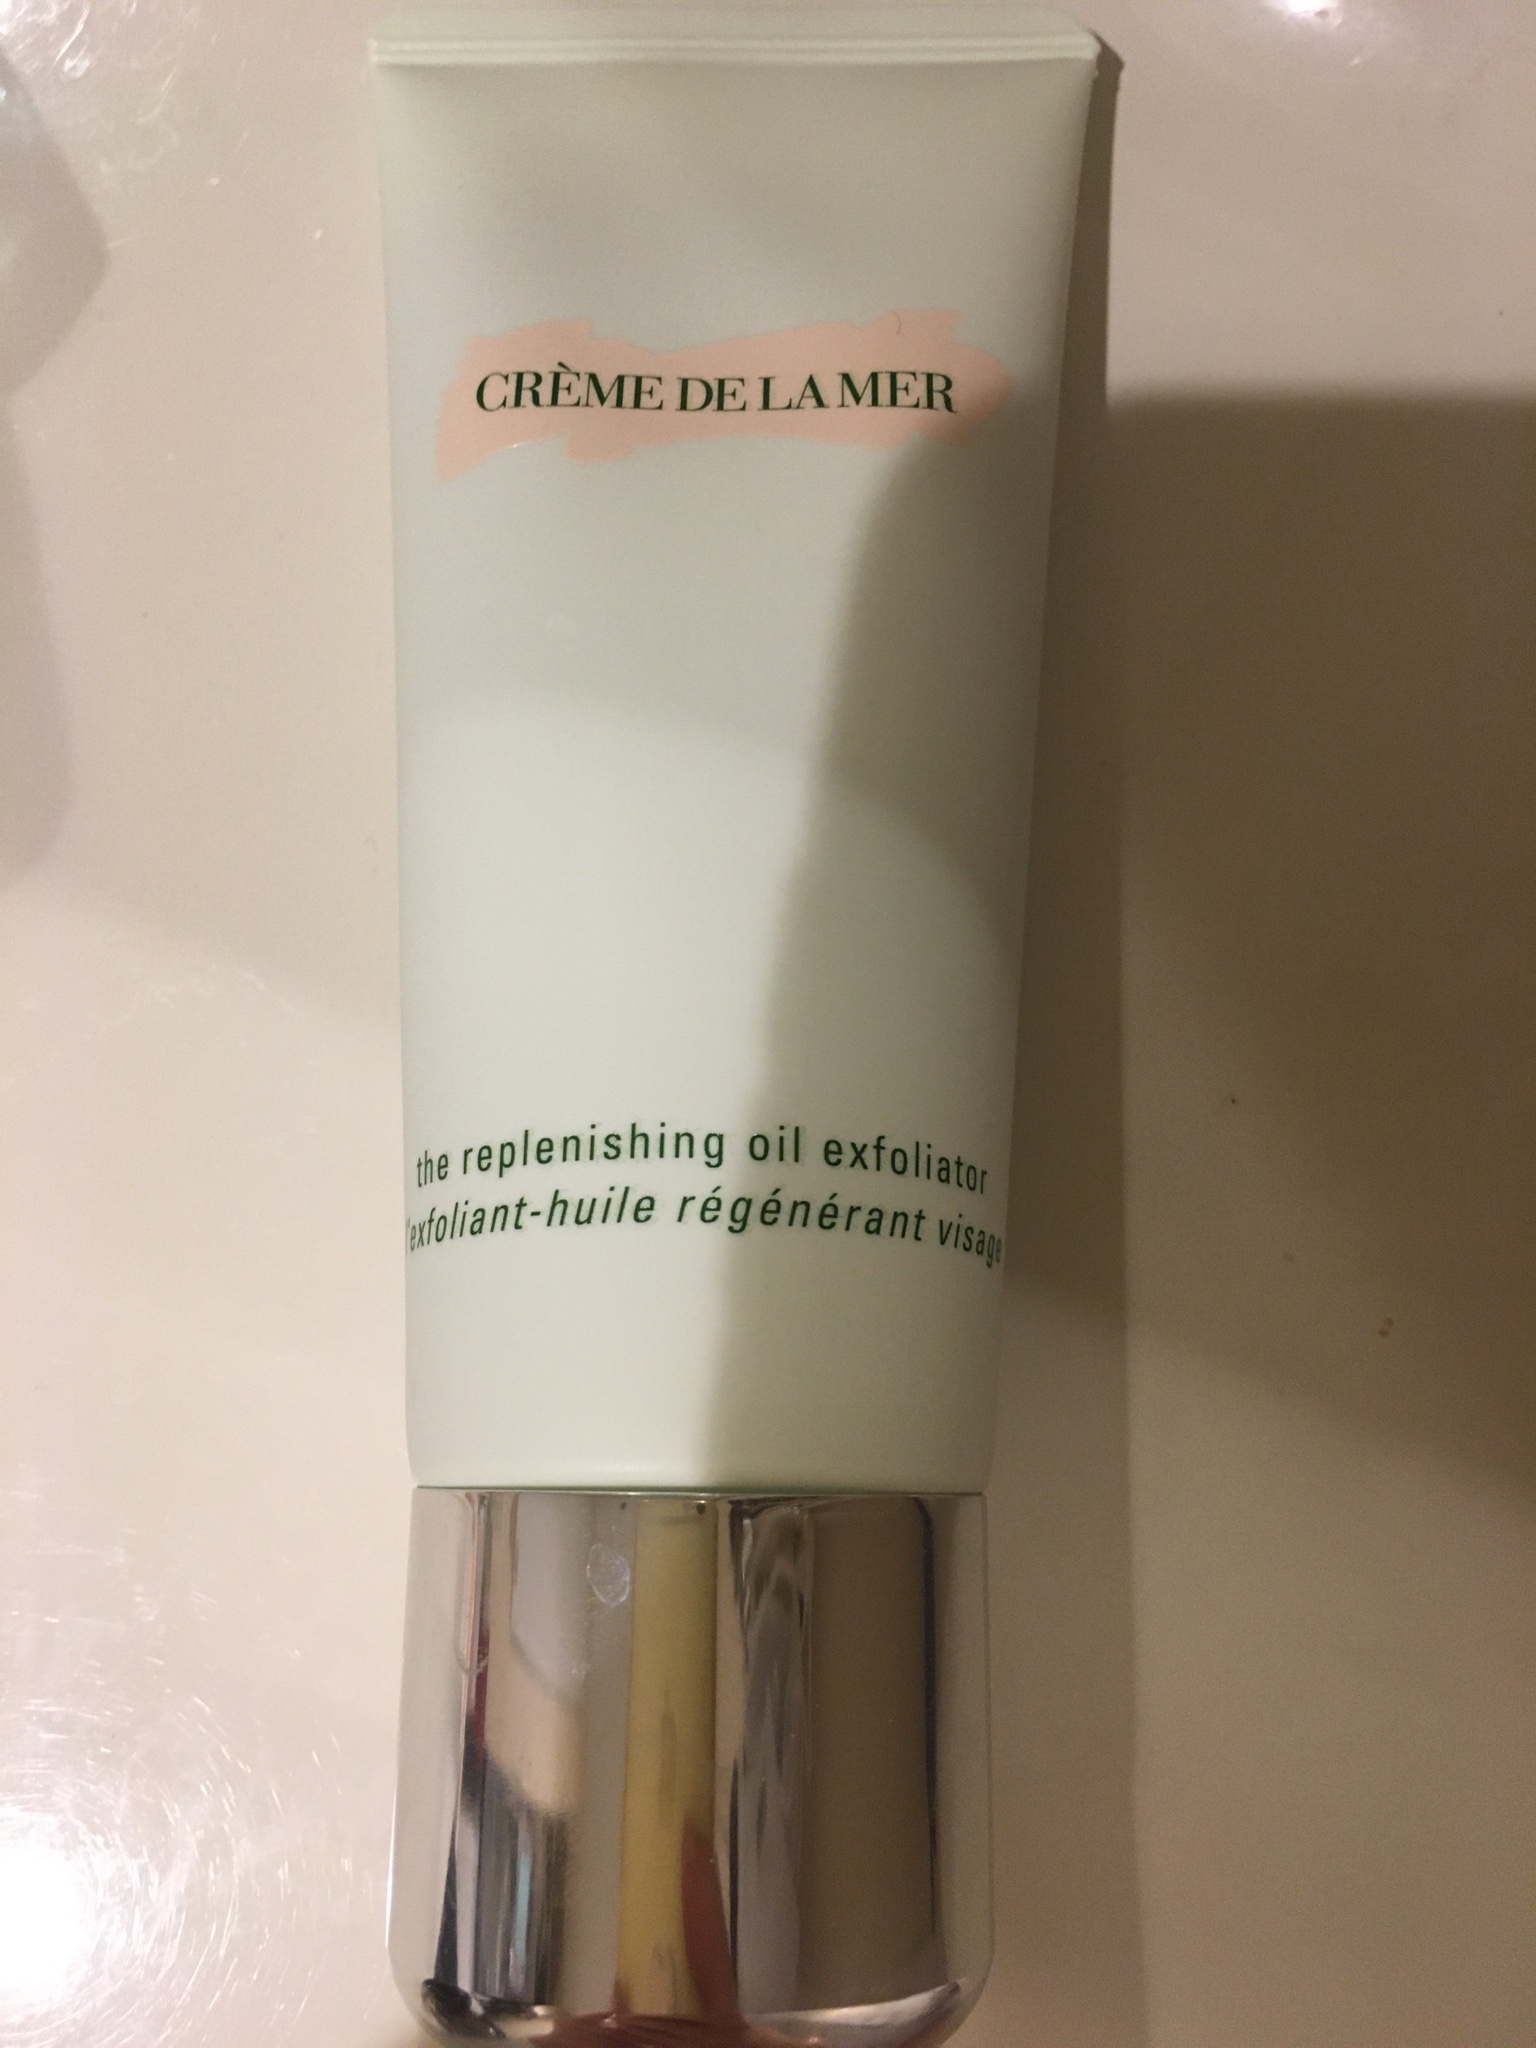 CRÈME DE LA MER
the replenishing oil exfoliator
l'exfoliant-huile régénérant visage